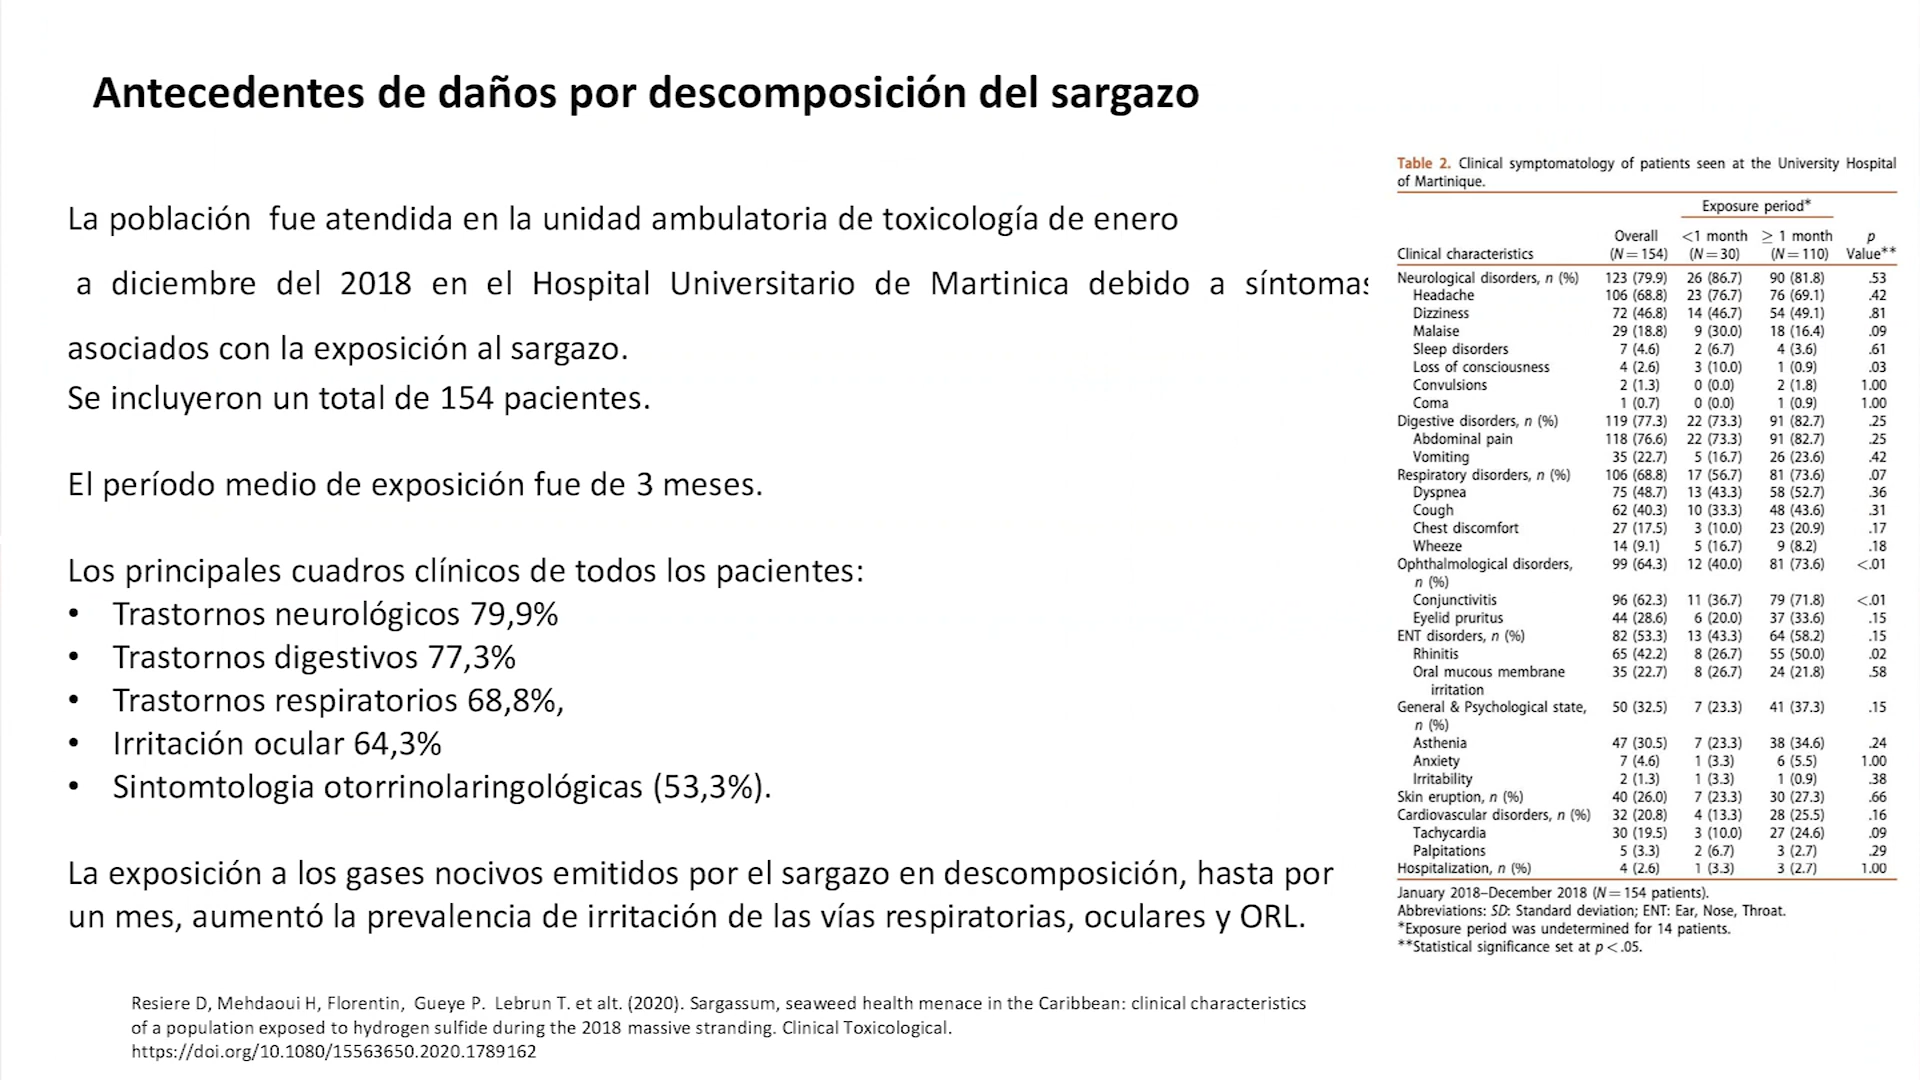 Antecedentes de daños por descomposición del sargazo
La población fue atendida en la unidad ambulatoria de toxicología de enero
a diciembre del 2018 en el Hospital Universitario de Martinica debido a síntomas
asociados con la exposición al sargazo.
Se incluyeron un total de 154 pacientes.
El período medio de exposición fue de 3 meses.
Los principales cuadros clínicos de todos los pacientes:
• Trastornos neurológicos 79,9%
• Trastornos digestivos 77,3%
• Trastornos respiratorios 68,8%,
• Irritación ocular 64,3%
• Sintomtologia otorrinolaringológicas (53,3%).
La exposición a los gases nocivos emitidos por el sargazo en descomposición, hasta por
un mes, aumentó la prevalencia de irritación de las vías respiratorias, oculares y ORL.
Resiere D, Mehdaoui H, Florentin, Gueye P. Lebrun T. et alt. (2020). Sargassum, seaweed health menace in the Caribbean: clinical characteristics
of a population exposed to hydrogen sulfide during the 2018 massive stranding. Clinical Toxicological.
https://doi.org/10.1080/15563650.2020.1789162
Table 2. Clinical symptomatology of patients seen at the University Hospital
of Martinique.
Exposure period*
Overall <1 month ≥ 1 month p
Clinical characteristics (N = 154) (N = 30) (N = 110) Value**
Neurological disorders, n (%) 123 (79.9) 26 (86.7) 90 (81.8) .53
Headache 106 (68.8) 23 (76.7) 76 (69.1) .42
Dizziness 72 (46.8) 14 (46.7) 54 (49.1) .81
Malaise 29 (18.8) 9 (30.0) 18 (16.4) .09
Sleep disorders 7 (4.6) 2 (6.7) 4 (3.6) .61
Loss of consciousness 4 (2.6) 3 (10.0) 1 (0.9) .03
Convulsions 2 (1.3) 0 (0.0) 2 (1.8) 1.00
Coma 1 (0.7) 0 (0.0) 1 (0.9) 1.00
Digestive disorders, n (%) 119 (77.3) 22 (73.3) 91 (82.7) .25
Abdominal pain 118 (76.6) 22 (73.3) 91 (82.7) .25
Vomiting 35 (22.7) 5 (16.7) 26 (23.6) .42
Respiratory disorders, n (%) 106 (68.8) 17 (56.7) 81 (73.6) .07
Dyspnea 75 (48.7) 13 (43.3) 58 (52.7) .36
Cough 62 (40.3) 10 (33.3) 48 (43.6) .31
Chest discomfort 27 (17.5) 3 (10.0) 23 (20.9) .17
Wheeze 14 (9.1) 5 (16.7) 9 (8.2) .18
Ophthalmological disorders, 99 (64.3) 12 (40.0) 81 (73.6) <.01
n (%)
Conjunctivitis 96 (62.3) 11 (36.7) 79 (71.8) <.01
Eyelid pruritus 44 (28.6) 6 (20.0) 37 (33.6) .15
ENT disorders, n (%) 82 (53.3) 13 (43.3) 64 (58.2) .15
Rhinitis 65 (42.2) 8 (26.7) 55 (50.0) .02
Oral mucous membrane 35 (22.7) 8 (26.7) 24 (21.8) .58
irritation
General & Psychological state, 50 (32.5) 7 (23.3) 41 (37.3) .15
n (%)
Asthenia 47 (30.5) 7 (23.3) 38 (34.6) .24
Anxiety 7 (4.6) 1 (3.3) 6 (5.5) 1.00
Irritability 2 (1.3) 1 (3.3) 1 (0.9) .38
Skin eruption, n (%) 40 (26.0) 7 (23.3) 30 (27.3) .66
Cardiovascular disorders, n (%) 32 (20.8) 4 (13.3) 28 (25.5) .16
Tachycardia 30 (19.5) 3 (10.0) 27 (24.6) .09
Palpitations 5 (3.3) 2 (6.7) 3 (2.7) .29
Hospitalization, n (%) 4 (2.6) 1 (3.3) 3 (2.7) 1.00
January 2018–December 2018 (N = 154 patients).
Abbreviations: SD: Standard deviation; ENT: Ear, Nose, Throat.
*Exposure period was undetermined for 14 patients.
**Statistical significance set at p < .05.